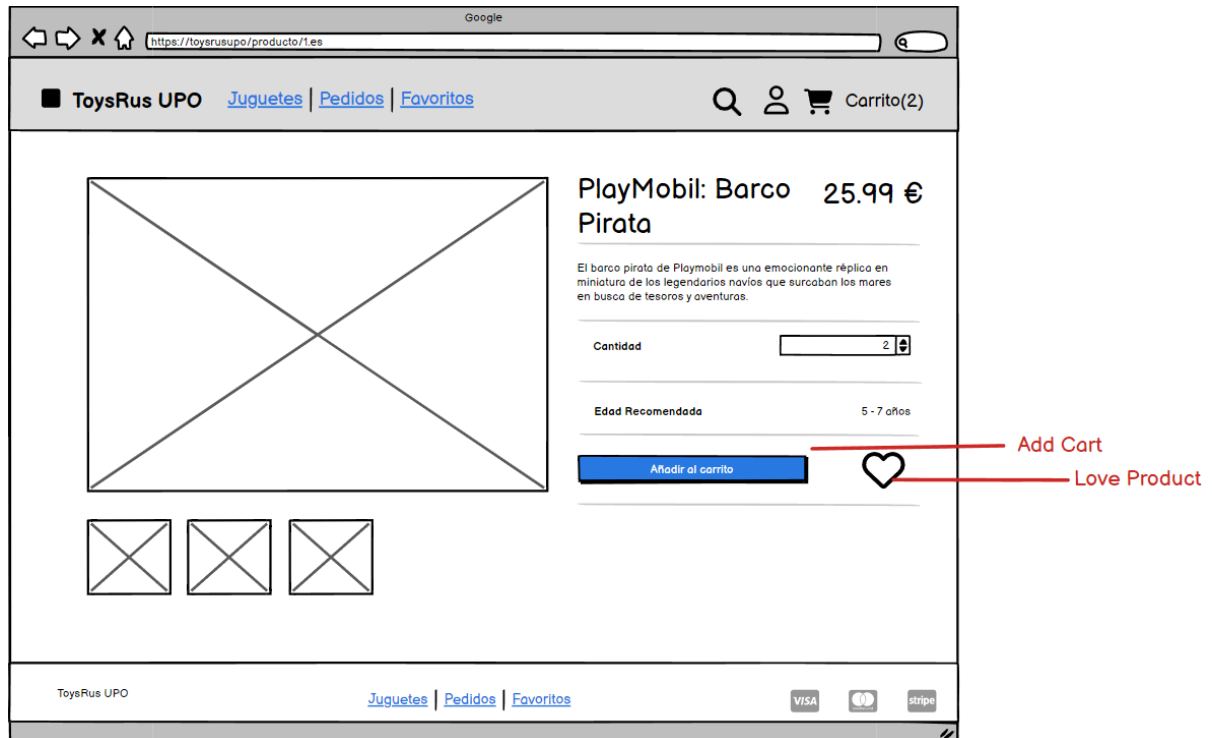 Google
https://toysrusupo/producto/1.es
ToysRus UPO Juguetes | Pedidos | Favoritos Carrito(2)
PlayMobil: Barco 25.99 €
Pirata
El barco pirata de Playmobil es una emocionante réplica en
miniatura de los legendarios navíos que surcaban los mares
en busca de tesoros y aventuras.
Cantidad 2
Edad Recomendada 5 - 7 años
Add Cart
Añadir al carrito
Love Product
ToysRus UPO Juguetes | Pedidos | Favoritos VISA stripe